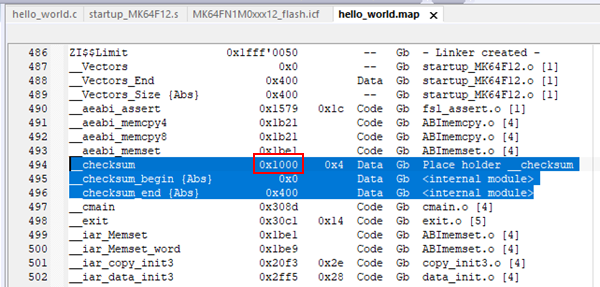 hello_world.c startup_MK64F12.s MK64FN1M0xxx12_flash.icf hello_world.map x
486 ZI$$Limit 0x1fff'0050 -- Gb - Linker created -
487 __Vectors 0x0 -- Gb startup_MK64F12.o [1]
488 __Vectors_End 0x400 Data Gb startup_MK64F12.o [1]
489 __Vectors_Size {Abs} 0x400 -- Gb startup_MK64F12.o [1]
490 __aeabi_assert 0x1579 0x1c Code Gb fsl_assert.o [1]
491 __aeabi_memcpy4 0x1b21 Code Gb ABImemcpy.o [4]
492 __aeabi_memcpy8 0x1b21 Code Gb ABImemcpy.o [4]
493 __aeabi_memset 0x1be1 Code Gb ABImemset.o [4]
494 __checksum 0x1000 0x4 Data Gb Place holder __checksum
495 __checksum_begin {Abs} 0x0 Data Gb <internal module>
496 __checksum_end {Abs} 0x400 Data Gb <internal module>
497 __cmain 0x308d Code Gb cmain.o [4]
498 __exit 0x30c1 0x14 Code Gb exit.o [5]
499 __iar_Memset 0x1be1 Code Gb ABImemset.o [4]
500 __iar_Memset_word 0x1be9 Code Gb ABImemset.o [4]
501 __iar_copy_init3 0x20f3 0x2e Code Gb copy_init3.o [4]
502 __iar_data_init3 0x2ff5 0x28 Code Gb data_init.o [4]